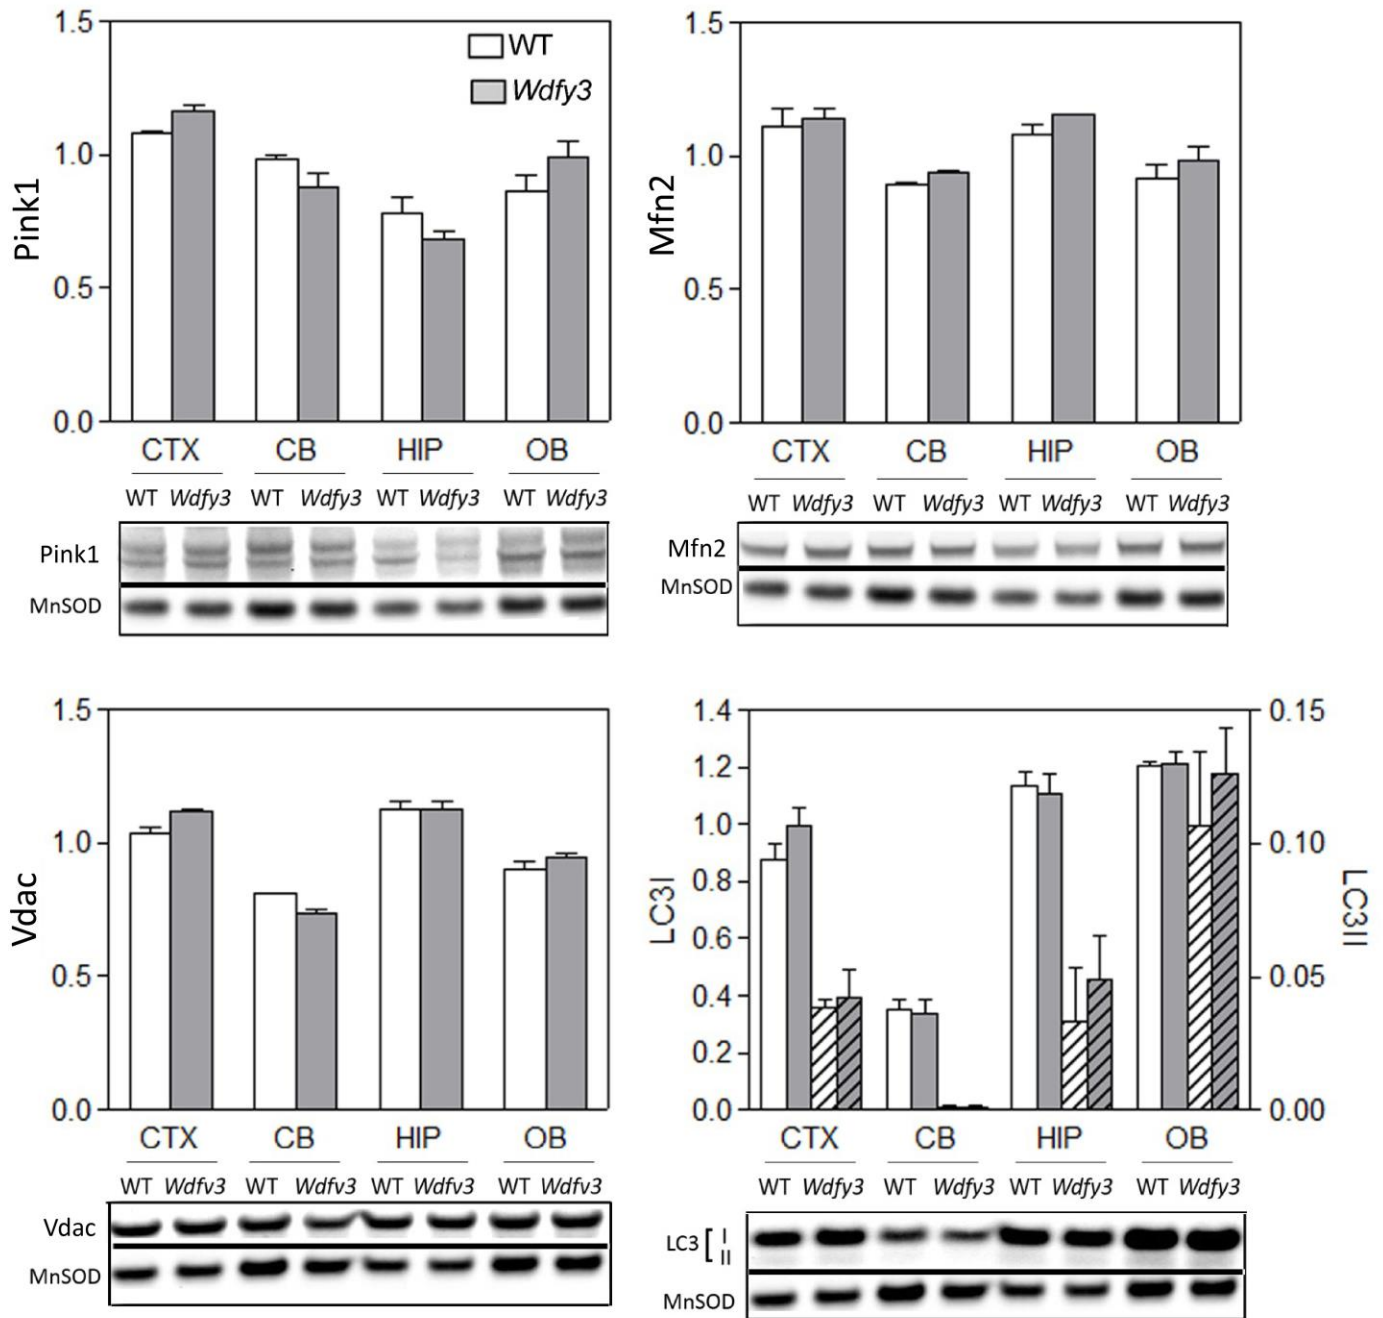 1.5
1.0
0.5
0.0
Pink1
WT
Wdfy3
CTX CB HIP OB
WT Wdfy3 WT Wdfy3 WT Wdfy3 WT Wdfy3
Pink1
MnSOD
1.5
1.0
0.5
0.0
Mfn2
CTX CB HIP OB
WT Wdfy3 WT Wdfy3 WT Wdfy3 WT Wdfy3
Mfn2
MnSOD
1.5
1.0
0.5
0.0
Vdac
CTX CB HIP OB
WT Wdfv3 WT Wdfv3 WT Wdfv3 WT Wdfv3
Vdac
MnSOD
1.4
1.2
1.0
0.8
0.6
0.4
0.2
0.0
LC3I
0.15
0.10
0.05
0.00
LC3II
CTX CB HIP OB
WT Wdfy3 WT Wdfy3 WT Wdfy3 WT Wdfy3
LC3 [ I
II
MnSOD